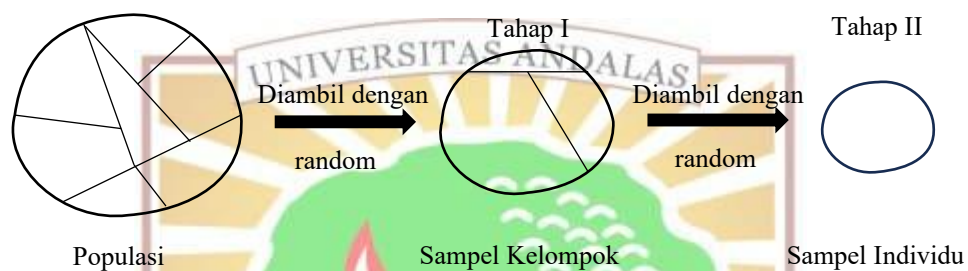 Tahap I
Tahap II
UNIVERSITAS ANDALAS
Diambil dengan
random
Diambil dengan
random
Populasi
Sampel Kelompok
Sampel Individu